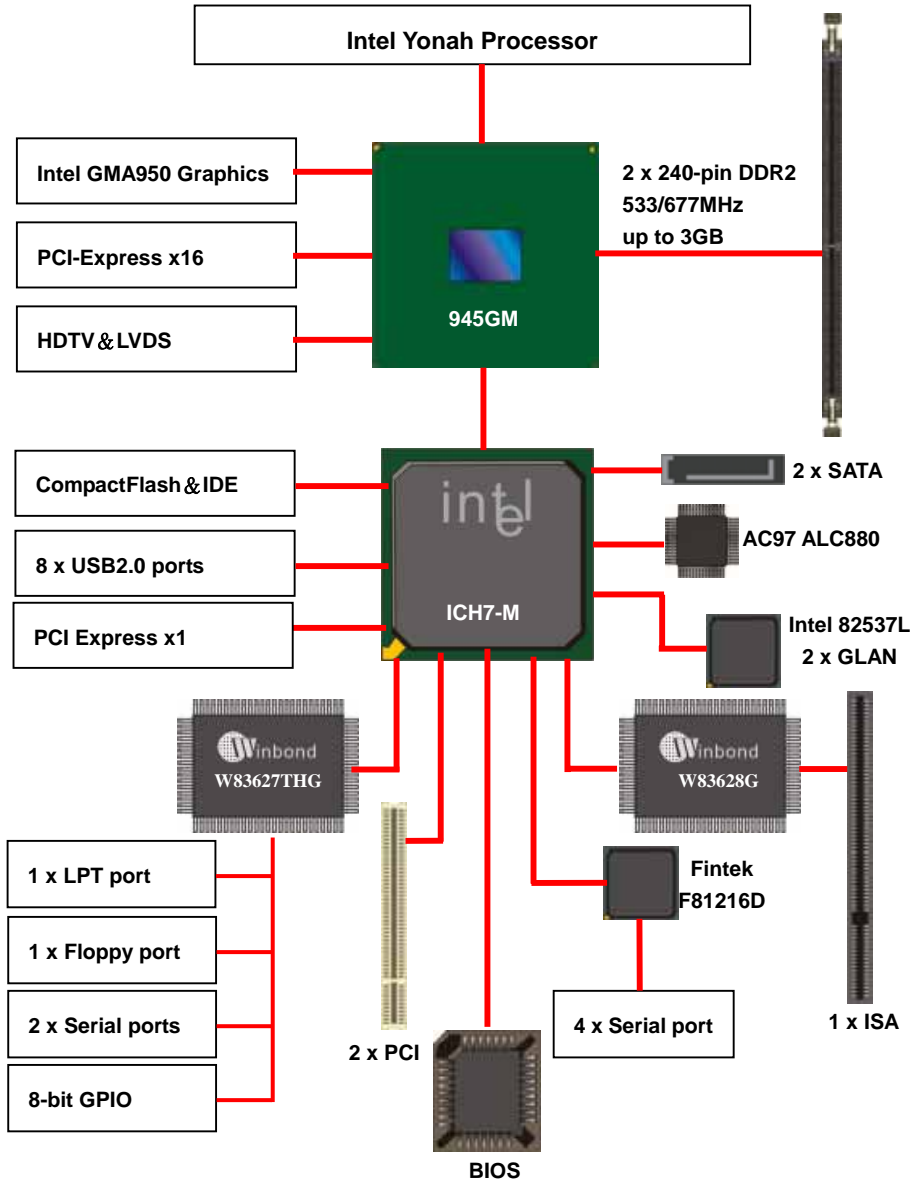 Intel Yonah Processor
Intel GMA950 Graphics
PCI-Express x16
HDTV＆LVDS
945GM
2 x 240-pin DDR2
533/677MHz
up to 3GB
CompactFlash＆IDE
8 x USB2.0 ports
PCI Express x1
intel
ICH7-M
2 x SATA
AC97 ALC880
Intel 82537L
2 x GLAN
Winbond
W83627THG
Winbond
W83628G
1 x LPT port
1 x Floppy port
2 x Serial ports
8-bit GPIO
2 x PCI
BIOS
Fintek
F81216D
4 x Serial port
1 x ISA